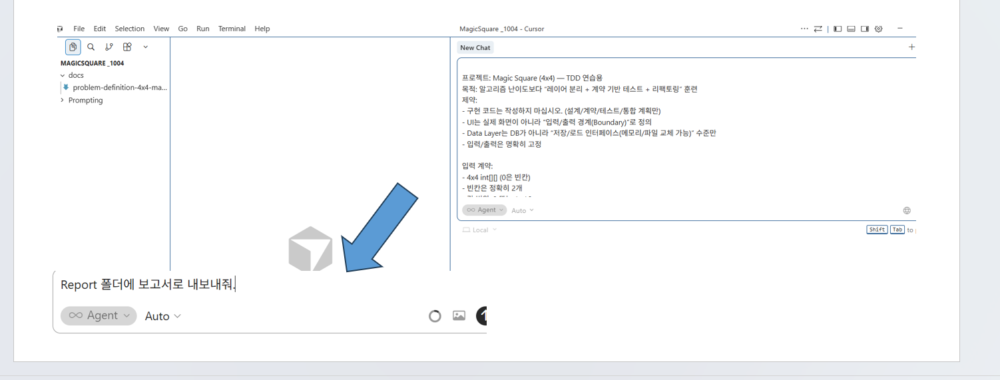 File Edit Selection View Go Run Terminal Help
MagicSquare _1004 - Cursor
MAGICSQUARE _1004
docs
problem-definition-4x4-ma...
Prompting
New Chat
프로젝트: Magic Square (4x4) — TDD 연습용
목적: 알고리즘 난이도보다 “레이어 분리 + 계약 기반 테스트 + 리팩토링” 훈련
제약:
- 구현 코드는 작성하지 마십시오. (설계/계약/테스트/통합 계획만)
- UI는 실제 화면이 아니라 “입력/출력 경계(Boundary)”로 정의
- Data Layer는 DB가 아니라 “저장/로드 인터페이스(메모리/파일 교체 가능)” 수준만
- 입력/출력은 명확히 고정
입력 계약:
- 4x4 int[][] (0은 빈칸)
- 빈칸은 정확히 2개
Agent Auto
Local
Shift Tab to
Report 폴더에 보고서로 내보내줘.
Agent Auto